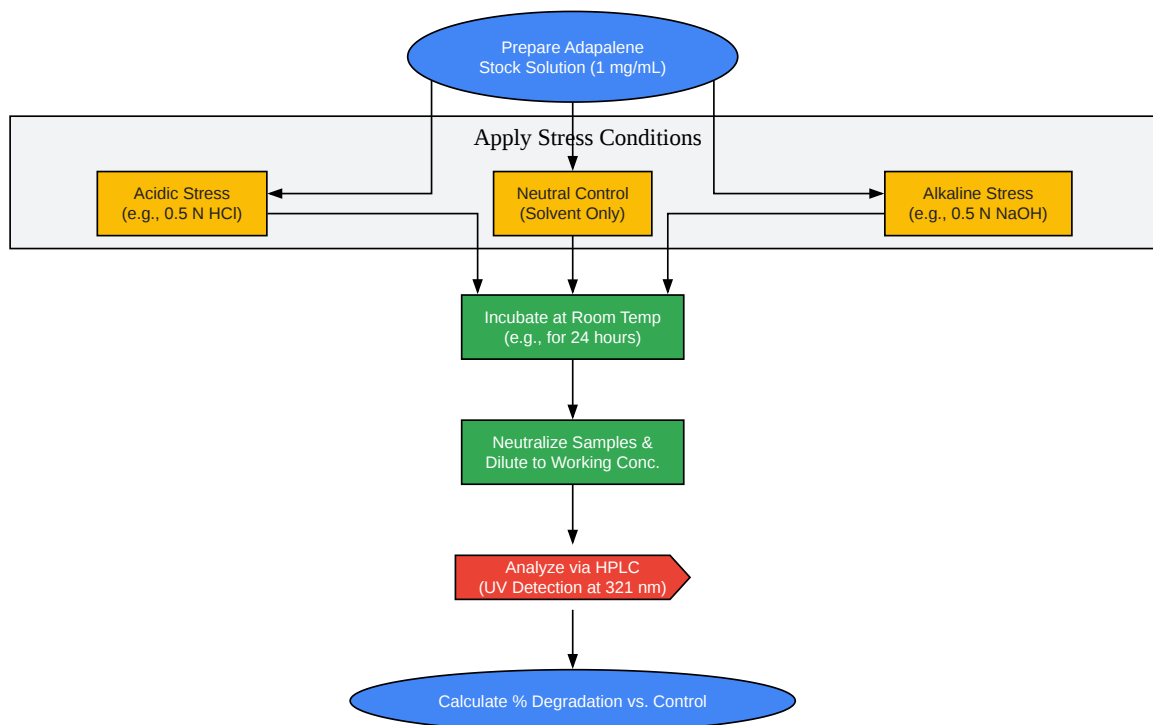 Prepare Adapalene
Stock Solution (1 mg/mL)
Apply Stress Conditions
Acidic Stress
(e.g., 0.5 N HCl)
Neutral Control
(Solvent Only)
Alkaline Stress
(e.g., 0.5 N NaOH)
Incubate at Room Temp
(e.g., for 24 hours)
Neutralize Samples &
Dilute to Working Conc.
Analyze via HPLC
(UV Detection at 321 nm)
Calculate % Degradation vs. Control